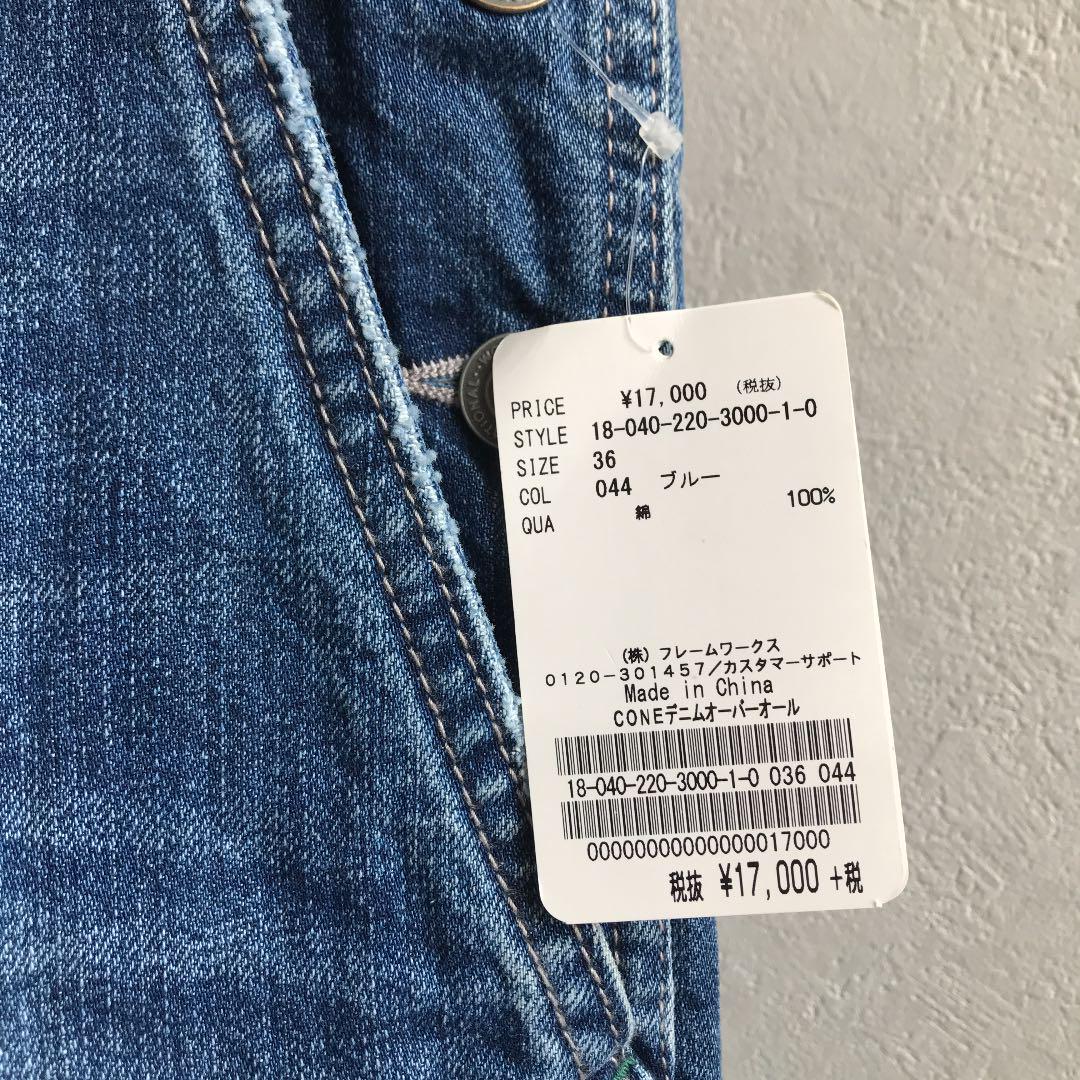 PRICE ¥17,000 (税抜)
STYLE 18-040-220-3000-1-0
SIZE 36
COL 044 ブルー
QUA 綿 100%
(株)フレームワークス
0120-301457/カスタマーサポート
Made in China
CONEデニムオーバーオール
18-040-220-3000-1-0 036 044
00000000000000017000
税抜 ¥17,000 +税